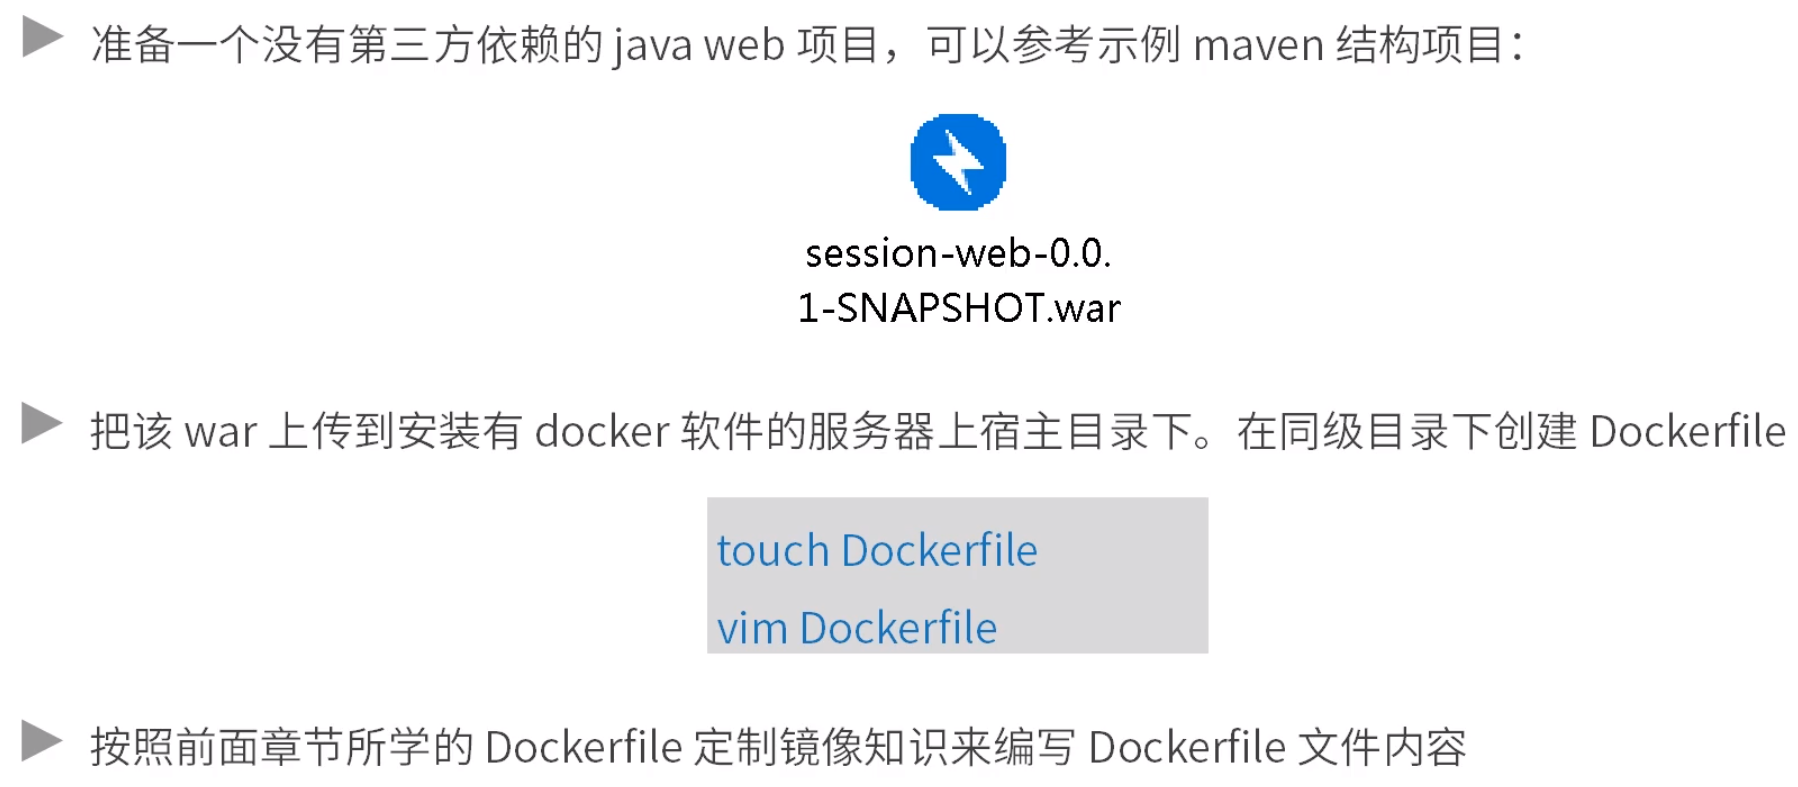 准备一个没有第三方依赖的 java web 项目，可以参考示例 maven 结构项目：
session-web-0.0.
1-SNAPSHOT.war
把该 war 上传到安装有 docker 软件的服务器上宿主目录下。在同级目录下创建 Dockerfile
touch Dockerfile
vim Dockerfile
按照前面章节所学的 Dockerfile 定制镜像知识来编写 Dockerfile 文件内容